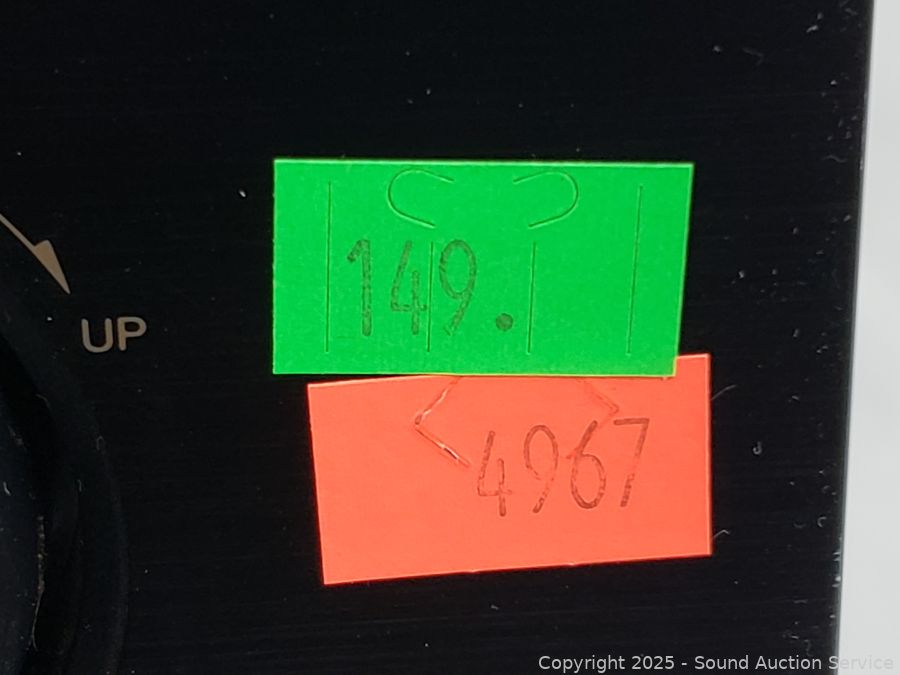 149.
UP
4967
Copyright 2025 - Sound Auction Service